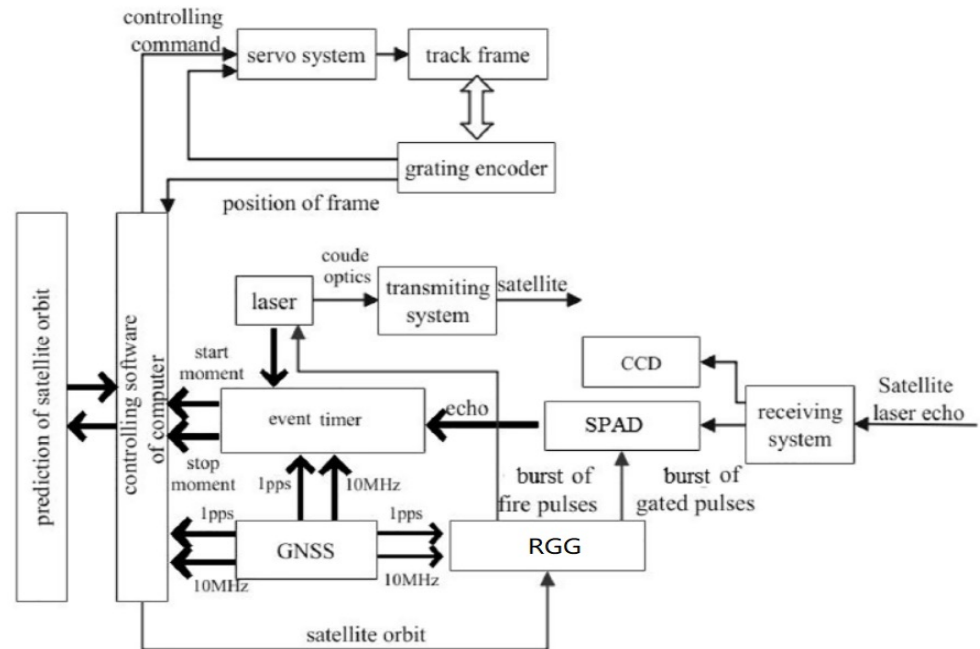 controlling
command
servo system
track frame
grating encoder
position of frame
prediction of satellite orbit
controlling software
of computer
coude
optics
laser
transmiting
system
satellite
start
moment
event timer
echo
stop
moment
CCD
SPAD
receiving
system
Satellite
laser echo
1pps
10MHz
burst of
fire pulses
burst of
gated pulses
1pps
10MHz
GNSS
1pps
10MHz
RGG
satellite orbit